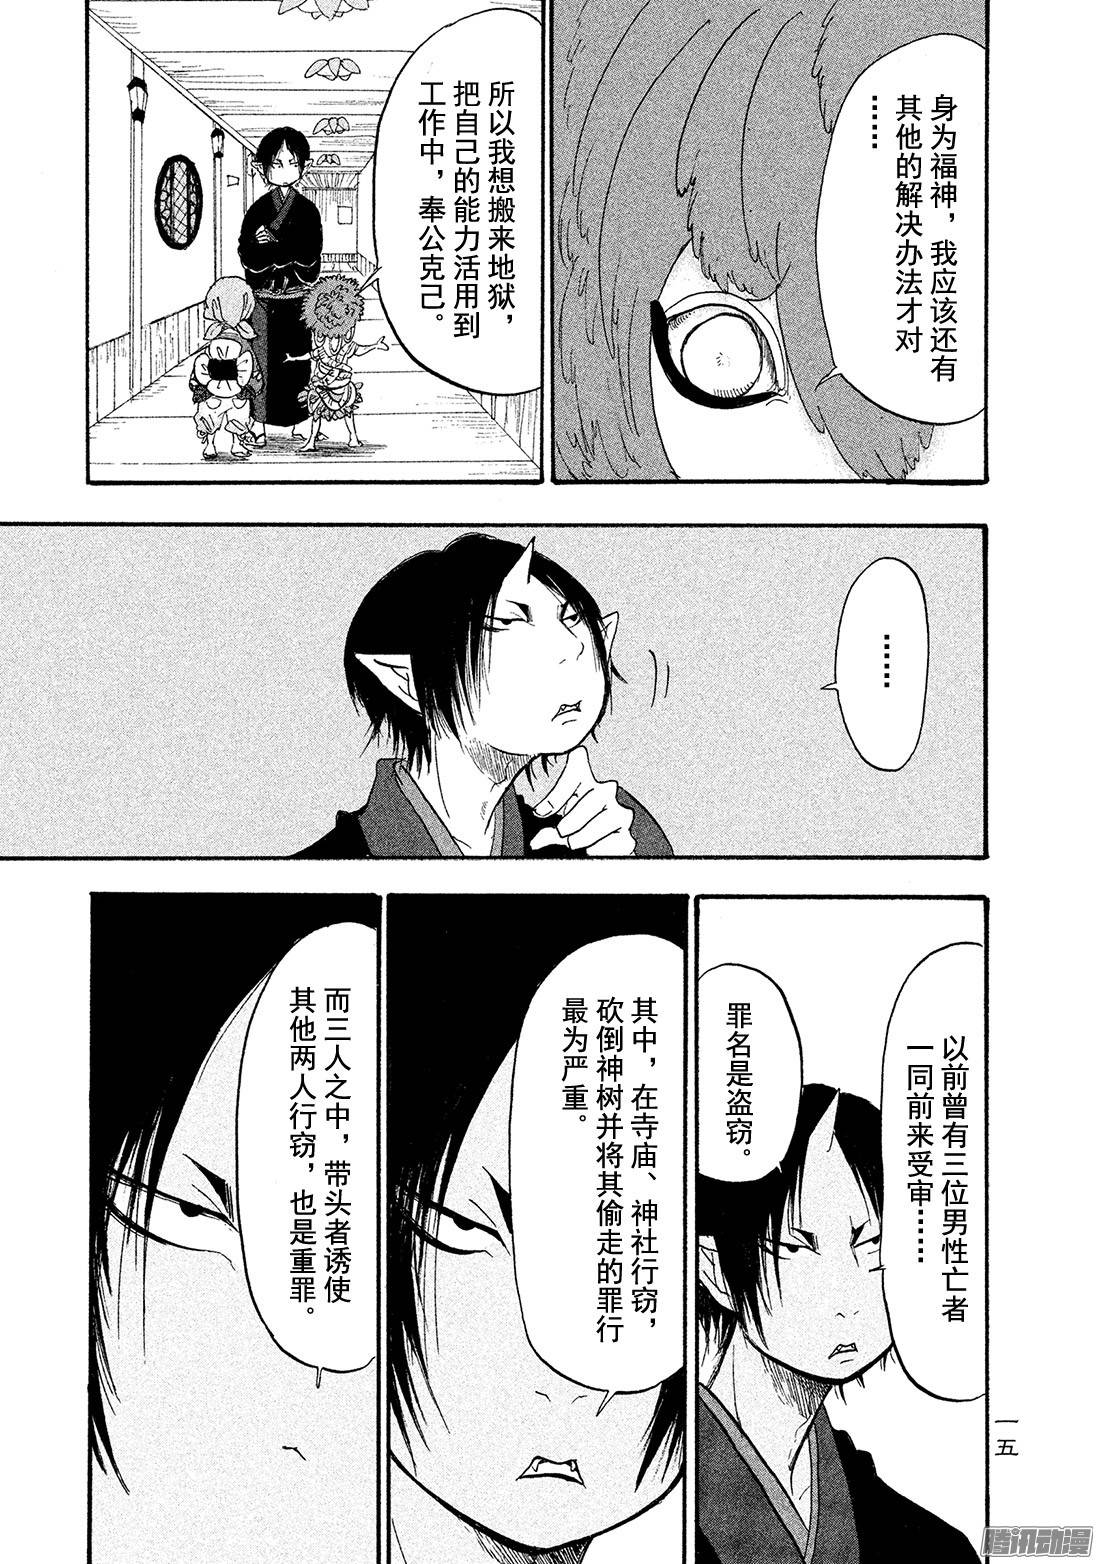 身为福神，我应该还有
其他的解决办法才对
……
所以我想搬来地狱，
把自己的能力活用到
工作中，奉公克己。
……
以前曾有三位男性亡者
一同前来受审……
罪名是盗窃。
其中，在寺庙、神社行窃，
砍倒神树并将其偷走的罪行
最为严重。
而三人之中，带头者诱使
其他两人行窃，也是重罪。
一五
腾讯动漫